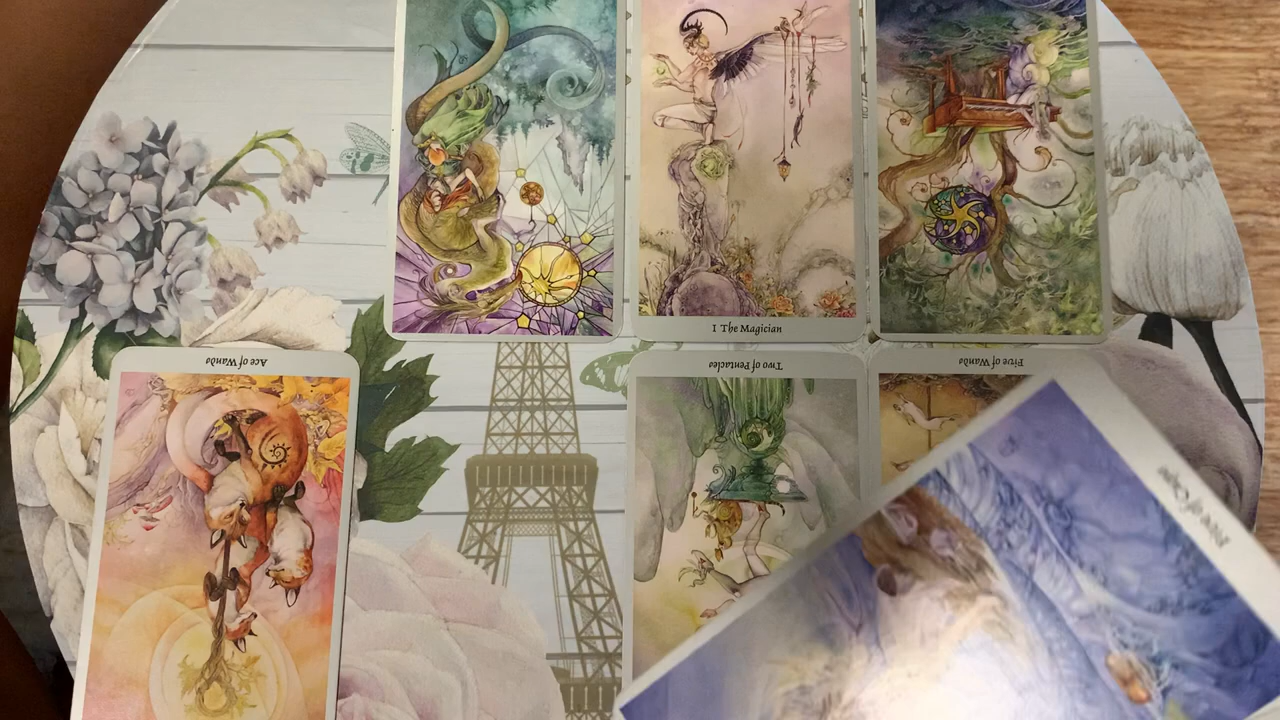 I The Magician
Ace of Wands
Two of Pentacles
Five of Wands